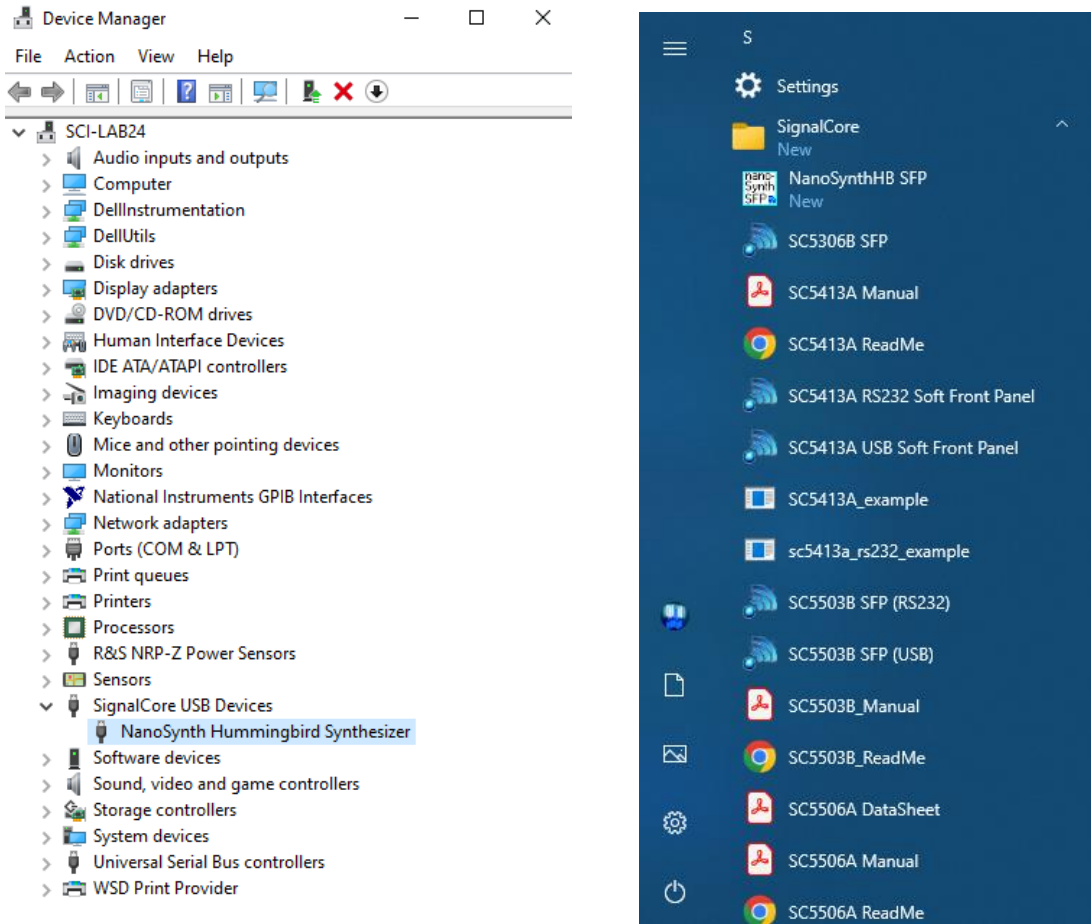 Device Manager
File Action View Help
SCI-LAB24
Audio inputs and outputs
Computer
DellInstrumentation
DellUtils
Disk drives
Display adapters
DVD/CD-ROM drives
Human Interface Devices
IDE ATA/ATAPI controllers
Imaging devices
Keyboards
Mice and other pointing devices
Monitors
National Instruments GPIB Interfaces
Network adapters
Ports (COM & LPT)
Print queues
Printers
Processors
R&S NRP-Z Power Sensors
Sensors
SignalCore USB Devices
NanoSynth Hummingbird Synthesizer
Software devices
Sound, video and game controllers
Storage controllers
System devices
Universal Serial Bus controllers
WSD Print Provider
S
Settings
SignalCore
New
nano-
Synth
SFP
NanoSynthHB SFP
New
SC5306B SFP
SC5413A Manual
SC5413A ReadMe
SC5413A RS232 Soft Front Panel
SC5413A USB Soft Front Panel
SC5413A_example
sc5413a_rs232_example
SC5503B SFP (RS232)
SC5503B SFP (USB)
SC5503B_Manual
SC5503B_ReadMe
SC5506A DataSheet
SC5506A Manual
SC5506A ReadMe